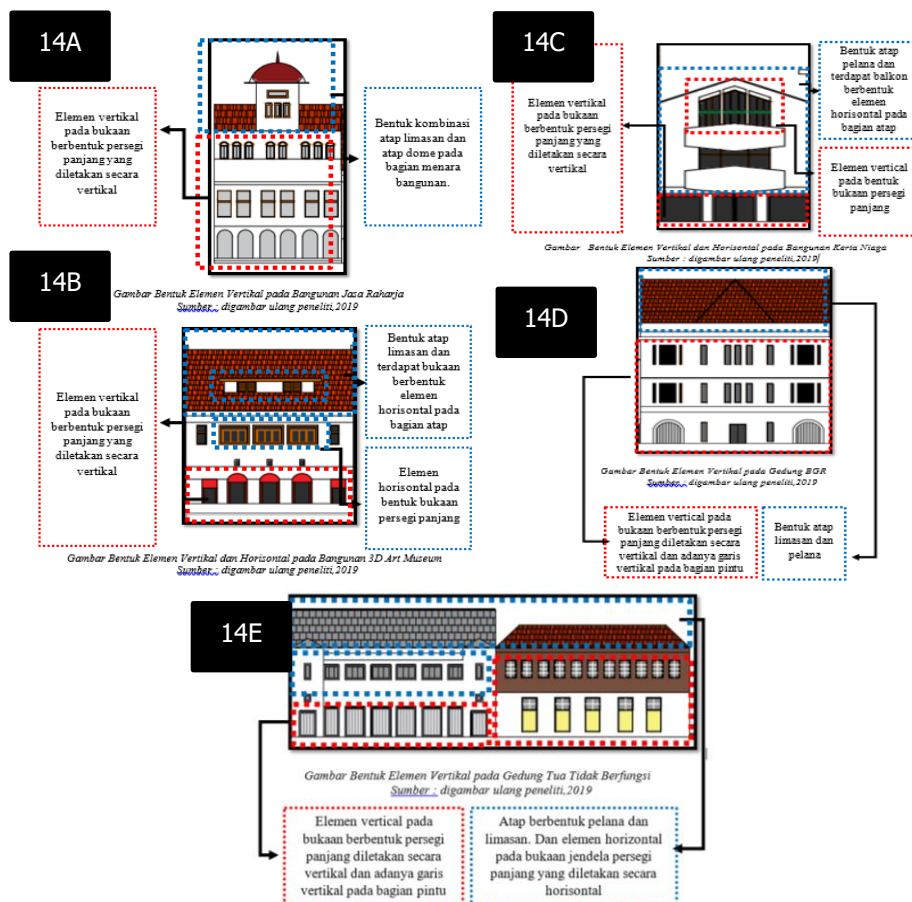 14A
Elemen vertikal
pada bukaan
berbentuk persegi
panjang yang
diletakan secara
vertikal
Bentuk kombinasi
atap limasan dan
atap dome pada
bagian menara
bangunan.
Gambar Bentuk Elemen Vertikal pada Bangunan Jasa Raharja
Sumber : digambar ulang peneliti,2019
14C
Elemen vertikal
pada bukaan
berbentuk persegi
panjang yang
diletakan secara
vertikal
Bentuk atap
pelana dan
terdapat balkon
berbentuk
elemen
horisontal pada
bagian atap
Elemen vertical
pada bentuk
bukaan persegi
panjang
Gambar Bentuk Elemen Vertikal dan Horisontal pada Bangunan Kerta Niaga
Sumber : digambar ulang peneliti,2019
14B
Elemen vertikal
pada bukaan
berbentuk persegi
panjang yang
diletakan secara
vertikal
Bentuk atap
limasan dan
terdapat bukaan
berbentuk
elemen
horisontal pada
bagian atap
Elemen
horisontal pada
bentuk bukaan
persegi panjang
Gambar Bentuk Elemen Vertikal dan Horisontal pada Bangunan 3D Art Museum
Sumber : digambar ulang peneliti,2019
14D
Gambar Bentuk Elemen Vertikal pada Gedung BGR
Sumber : digambar ulang peneliti,2019
Elemen vertical pada
bukaan berbentuk persegi
panjang diletakan secara
vertikal dan adanya garis
vertikal pada bagian pintu
Bentuk atap
limasan dan
pelana
14E
Gambar Bentuk Elemen Vertikal pada Gedung Tua Tidak Berfungsi
Sumber : digambar ulang peneliti,2019
Elemen vertical pada
bukaan berbentuk persegi
panjang diletakan secara
vertikal dan adanya garis
vertikal pada bagian pintu
Atap berbentuk pelana dan
limasan. Dan elemen horizontal
pada bukaan jendela persegi
panjang yang diletakan secara
horisontal